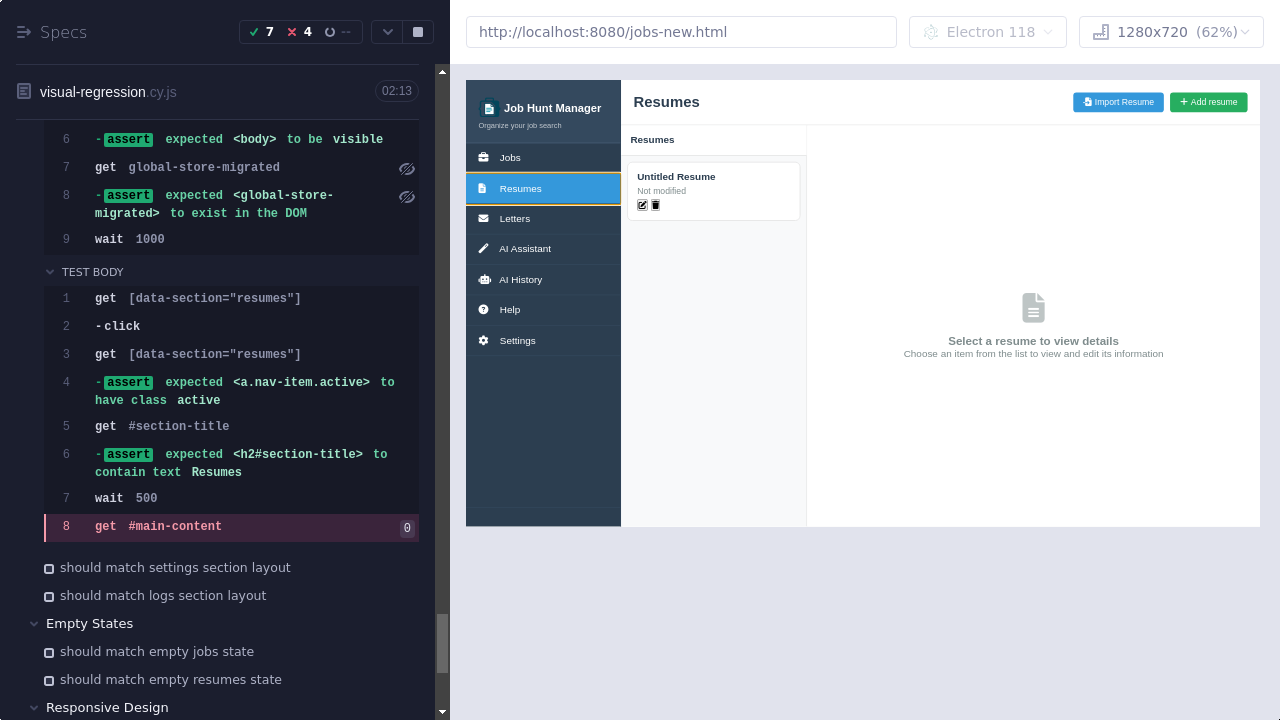 Specs
7
4
--
visual-regression.cy.js
02:13
6 -assert expected <body> to be visible
7 get global-store-migrated
8 -assert expected <global-store-
migrated> to exist in the DOM
9 wait 1000
TEST BODY
1 get [data-section="resumes"]
2 -click
3 get [data-section="resumes"]
4 -assert expected <a.nav-item.active> to
have class active
5 get #section-title
6 -assert expected <h2#section-title> to
contain text Resumes
7 wait 500
8 get #main-content 0
should match settings section layout
should match logs section layout
Empty States
should match empty jobs state
should match empty resumes state
Responsive Design
http://localhost:8080/jobs-new.html
Electron 118
1280x720 (62%)
Job Hunt Manager
Organize your job search
Jobs
Resumes
Letters
AI Assistant
AI History
Help
Settings
Resumes
Import Resume
Add resume
Resumes
Untitled Resume
Not modified
Select a resume to view details
Choose an item from the list to view and edit its information